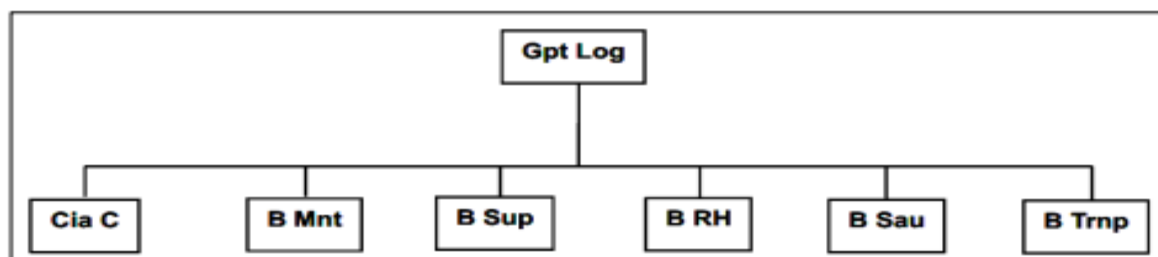 Gpt Log
Cia C
B Mnt
B Sup
B RH
B Sau
B Trnp